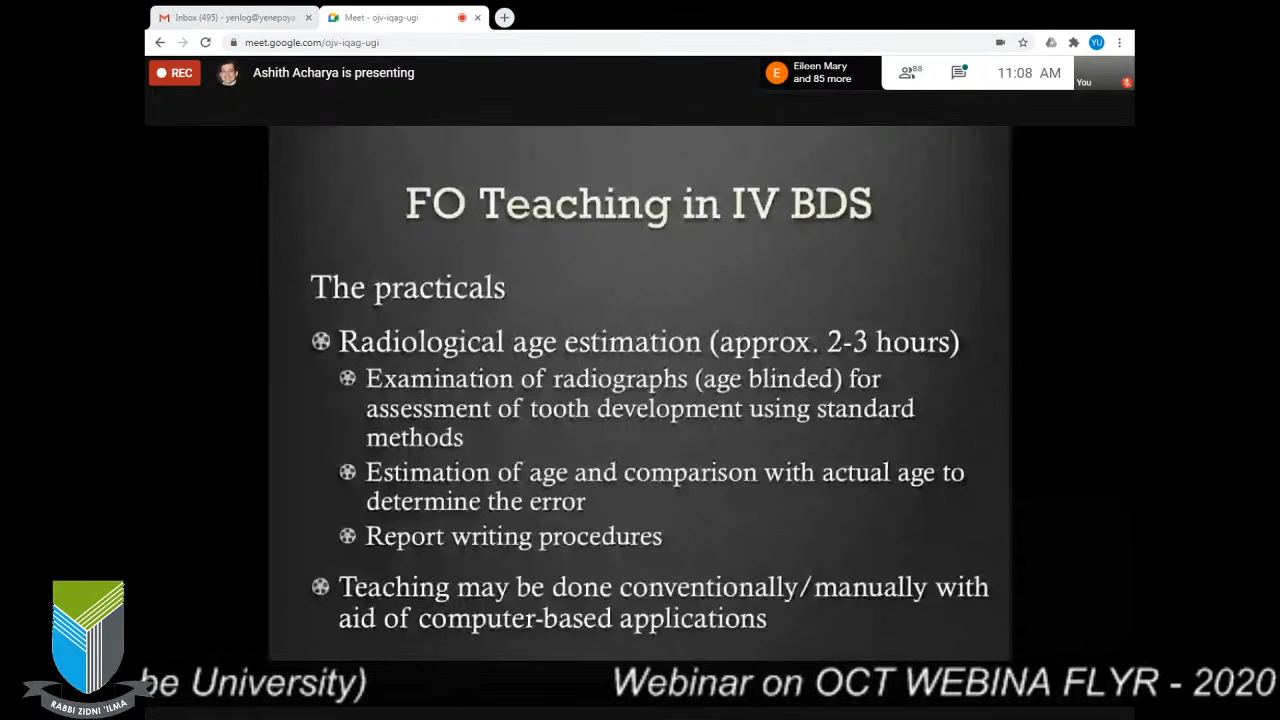 Inbox (495) - yenlog@yenepoya
Meet - ojv-iqag-ugi
meet.google.com/ojv-iqag-ugi
YU
REC
Ashith Acharya is presenting
E
Eileen Mary
and 85 more
88
11:08 AM
You
FO Teaching in IV BDS
The practicals
Radiological age estimation (approx. 2-3 hours)
Examination of radiographs (age blinded) for
assessment of tooth development using standard
methods
Estimation of age and comparison with actual age to
determine the error
Report writing procedures
Teaching may be done conventionally/manually with
aid of computer-based applications
be University)
Webinar on OCT WEBINA FLYR - 2020
RABBI ZIDNI 'ILMA